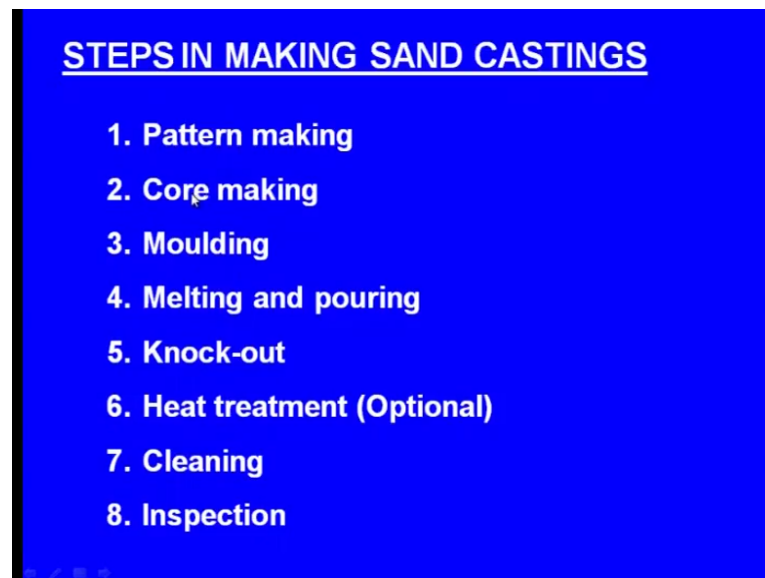 STEPS IN MAKING SAND CASTINGS
1. Pattern making
2. Core making
3. Moulding
4. Melting and pouring
5. Knock-out
6. Heat treatment (Optional)
7. Cleaning
8. Inspection